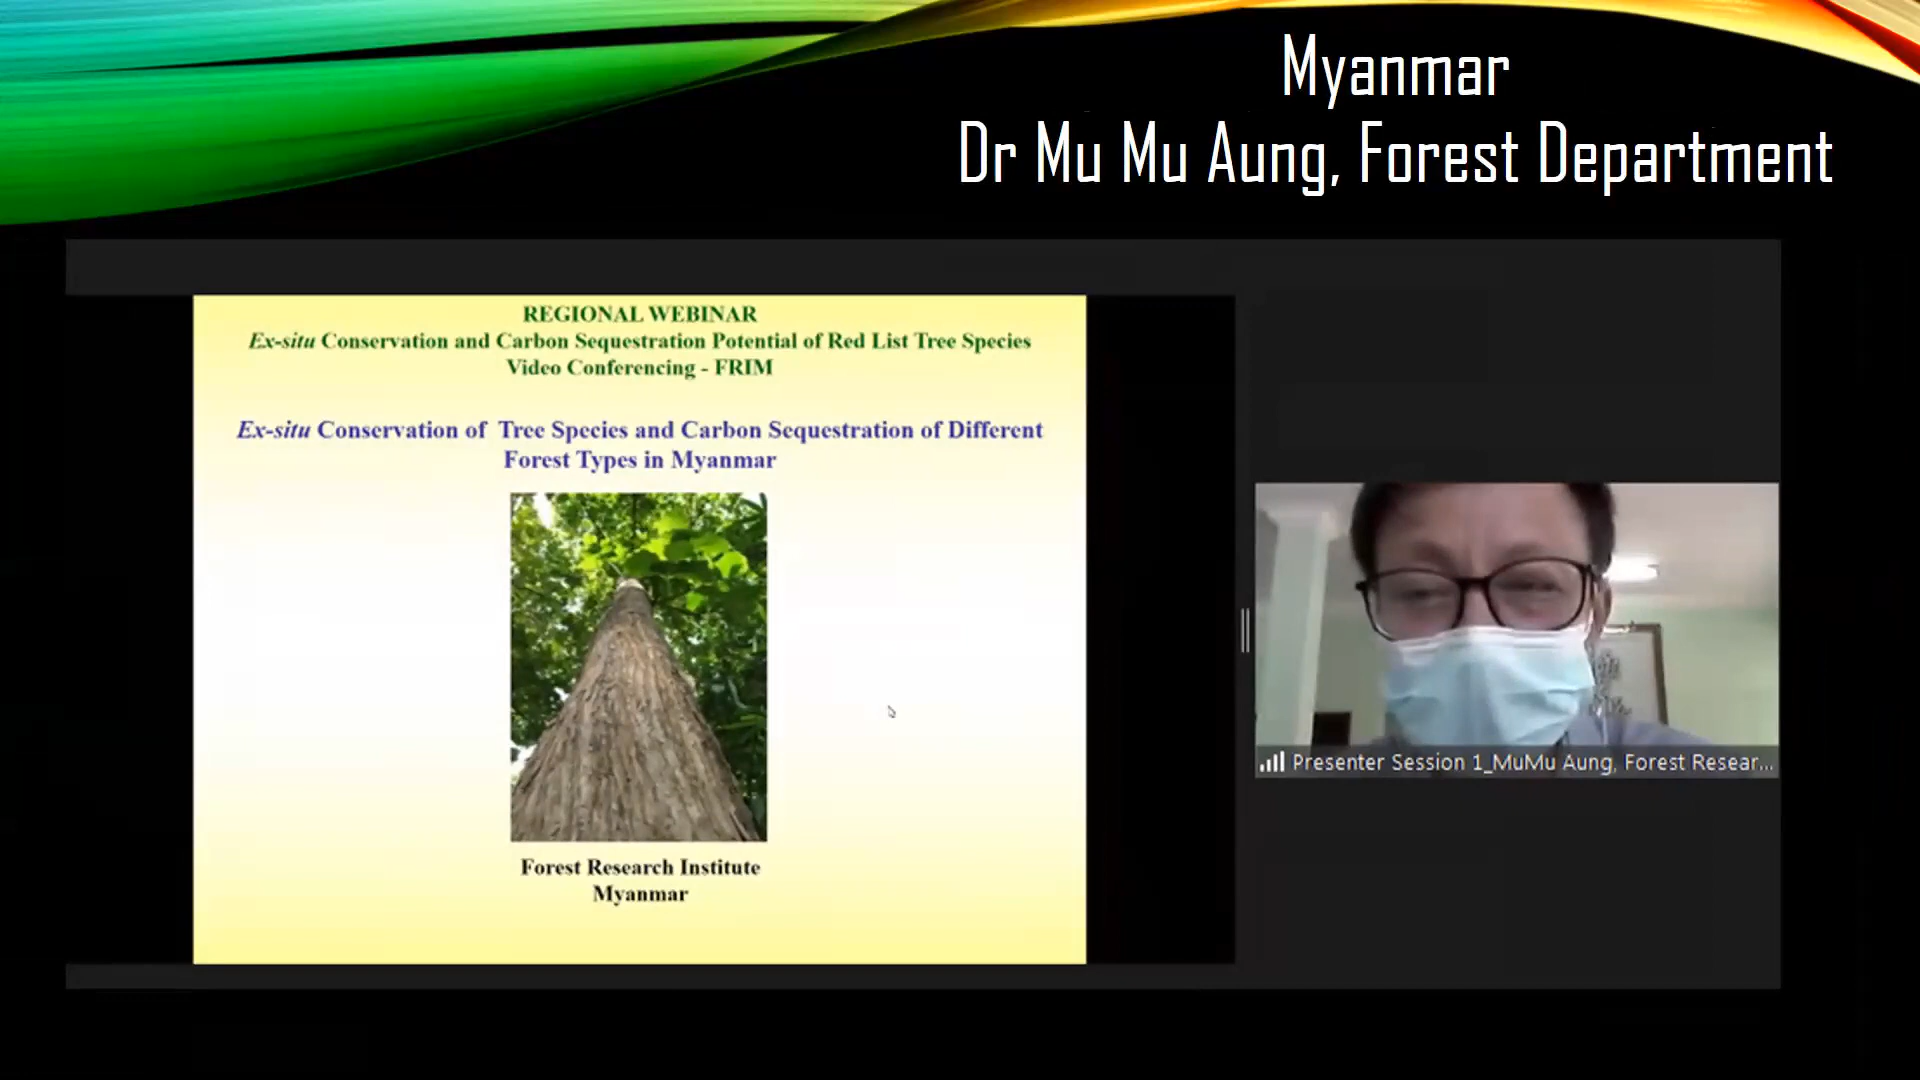 Myanmar
Dr Mu Mu Aung, Forest Department
REGIONAL WEBINAR
Ex-situ Conservation and Carbon Sequestration Potential of Red List Tree Species
Video Conferencing - FRIM
Ex-situ Conservation of Tree Species and Carbon Sequestration of Different
Forest Types in Myanmar
Forest Research Institute
Myanmar
Presenter Session 1_MuMu Aung, Forest Resear...